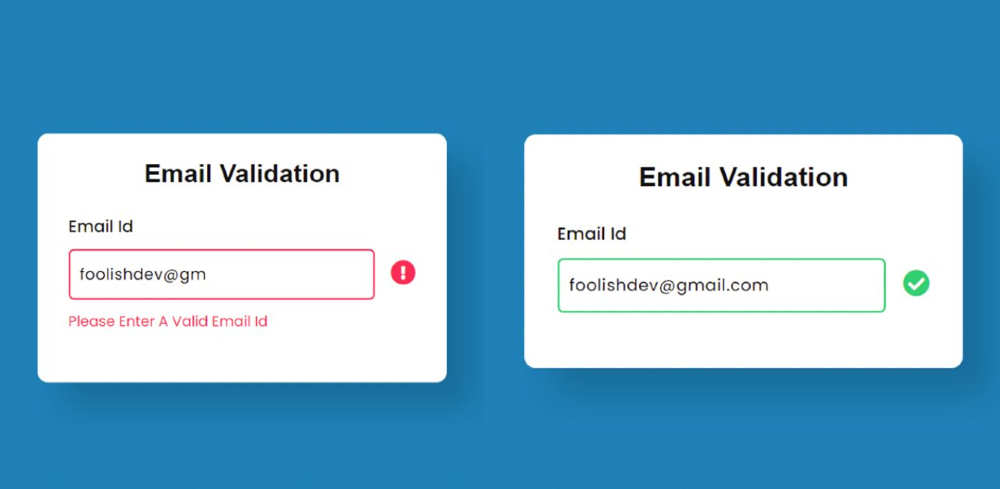 Email Validation
Email Id
foolishdev@gm
Please Enter A Valid Email Id
Email Validation
Email Id
foolishdev@gmail.com